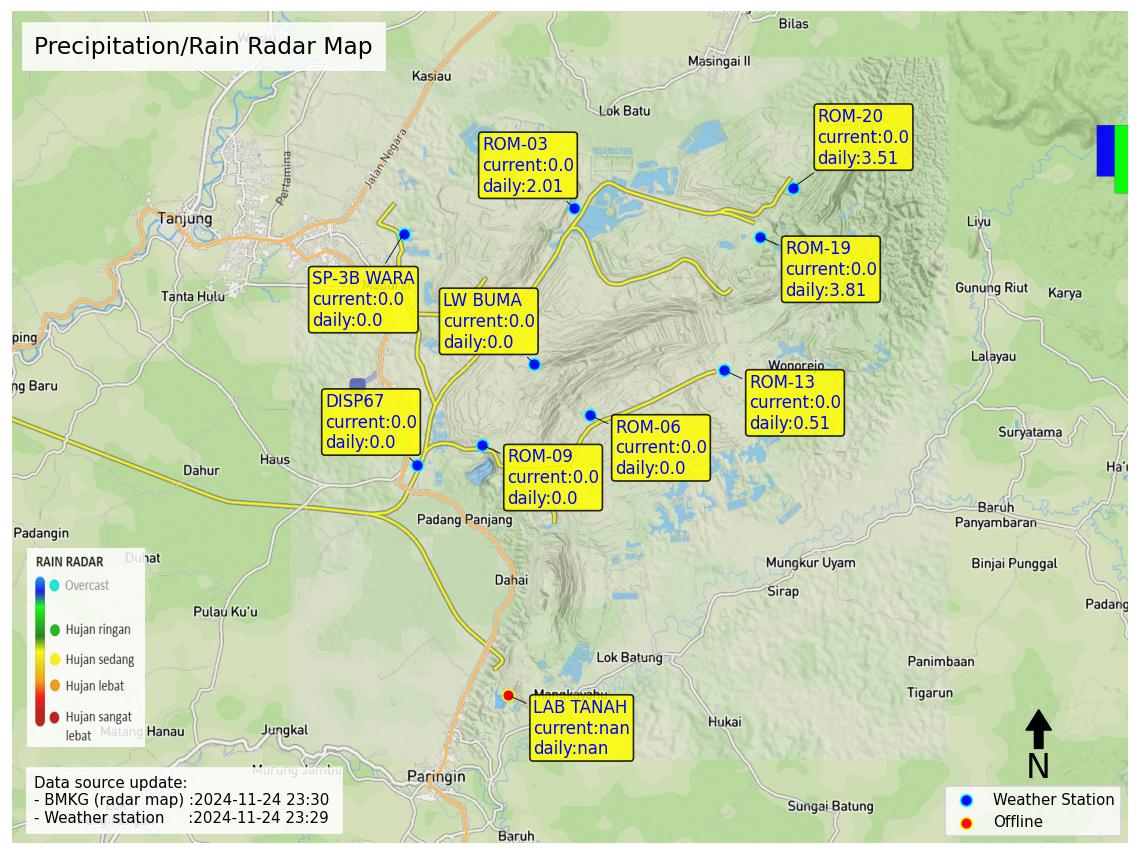 Precipitation/Rain Radar Map
Bilas
Masingai II
Kasiau
Lok Batu
Jalan Negara
Pertamina
Tanjung
Tanta Hulu
ROM-20
current:0.0
daily:3.51
ROM-03
current:0.0
daily:2.01
ROM-19
current:0.0
daily:3.81
SP-3B WARA
current:0.0
daily:0.0
LW BUMA
current:0.0
daily:0.0
Liyu
Gunung Riut
Karya
Lalayau
ping
ng Baru
Wonorejo
ROM-13
current:0.0
daily:0.51
DISP67
current:0.0
daily:0.0
ROM-06
current:0.0
daily:0.0
ROM-09
current:0.0
daily:0.0
Suryatama
Haus
Dahur
Ha'u
Padang Panjang
Baruh
Panyambaran
Padangin
Duhat
Mungkur Uyam
Binjai Punggal
Dahai
Sirap
Padang
Pulau Ku'u
RAIN RADAR
Overcast
Hujan ringan
Hujan sedang
Hujan lebat
Hujan sangat
lebat
Lok Batung
Panimbaan
Tigarun
LAB TANAH
current:nan
daily:nan
Hukai
Jungkal
Hanau
Paringin
Sungai Batung
Baruh
Data source update:
- BMKG (radar map) :2024-11-24 23:30
- Weather station :2024-11-24 23:29
N
Weather Station
Offline